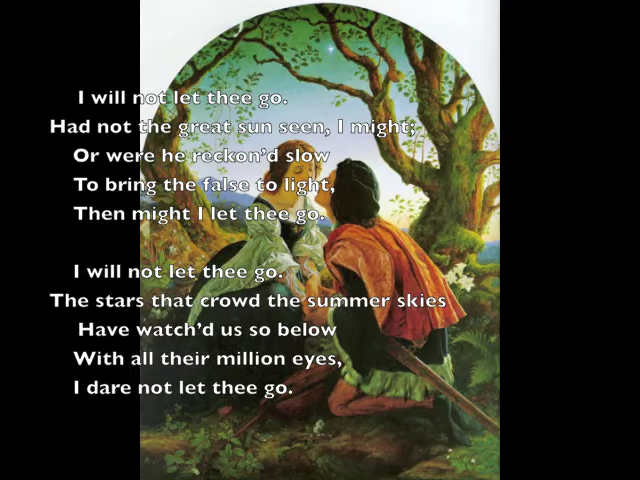 I will not let thee go.
Had not the great sun seen, I might;
Or were he reckon'd slow
To bring the false to light,
Then might I let thee go.

I will not let thee go.
The stars that crowd the summer skies
Have watch'd us so below
With all their million eyes,
I dare not let thee go.